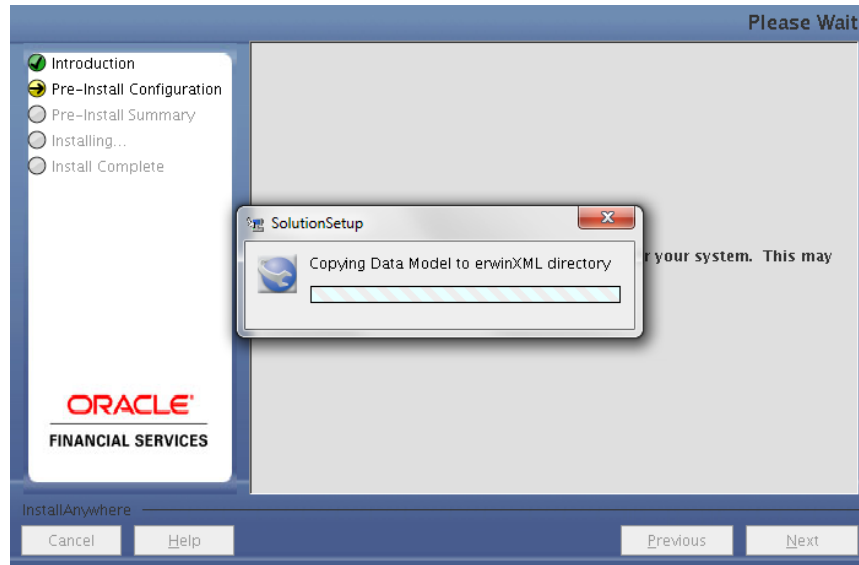 Please Wait
Introduction
Pre-Install Configuration
Pre-Install Summary
Installing...
Install Complete
SolutionSetup
Copying Data Model to erwinXML directory
r your system. This may
ORACLE'
FINANCIAL SERVICES
InstallAnywhere
Cancel
Help
Previous
Next